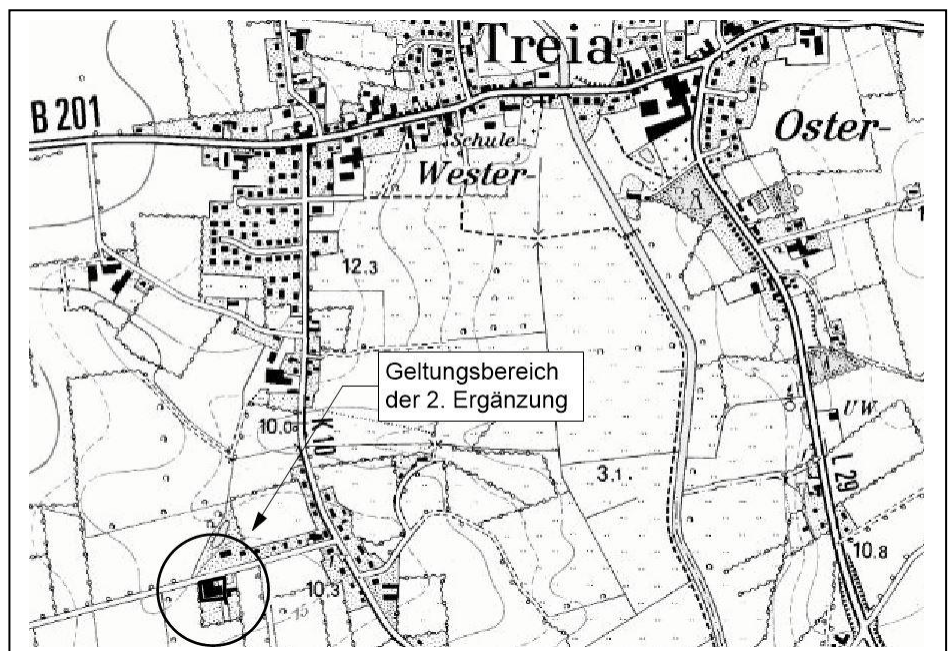 Treia
B 201
Oster-
Schule
Wester-
12.3
Geltungsbereich
der 2. Ergänzung
10.0
K 10
UW
3.1
L 29
10.8
10.3